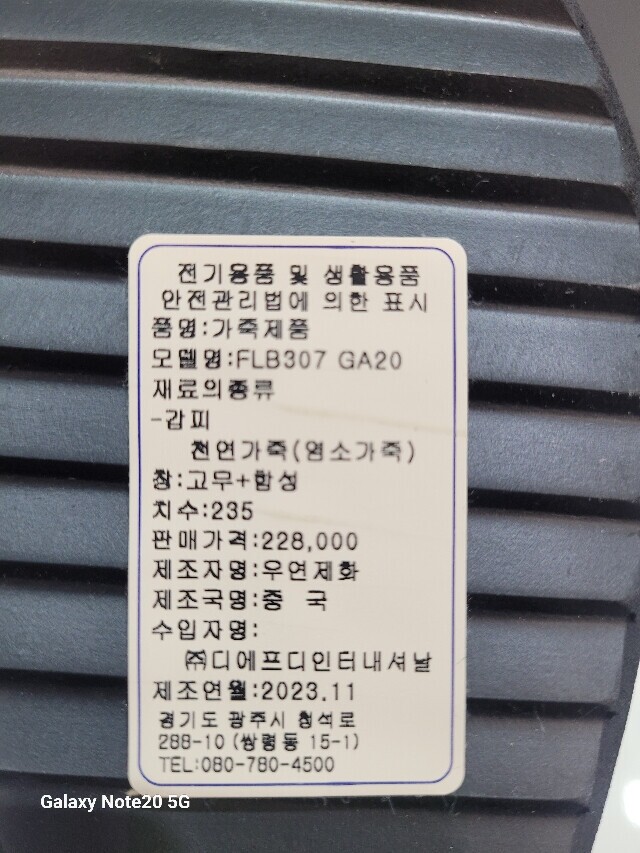 전기용품 및 생활용품
안전관리법에 의한 표시
품명:가죽제품
모델명:FLB307 GA20
재료의종류
-갑피
천연가죽(염소가죽)
창:고무+합성
치수:235
판매가격:228,000
제조자명:우연제화
제조국명:중 국
수입자명:
㈜디에프디인터내셔날
제조연월:2023.11
경기도 광주시 청석로
288-10 (쌍령동 15-1)
TEL:080-780-4500
Galaxy Note20 5G